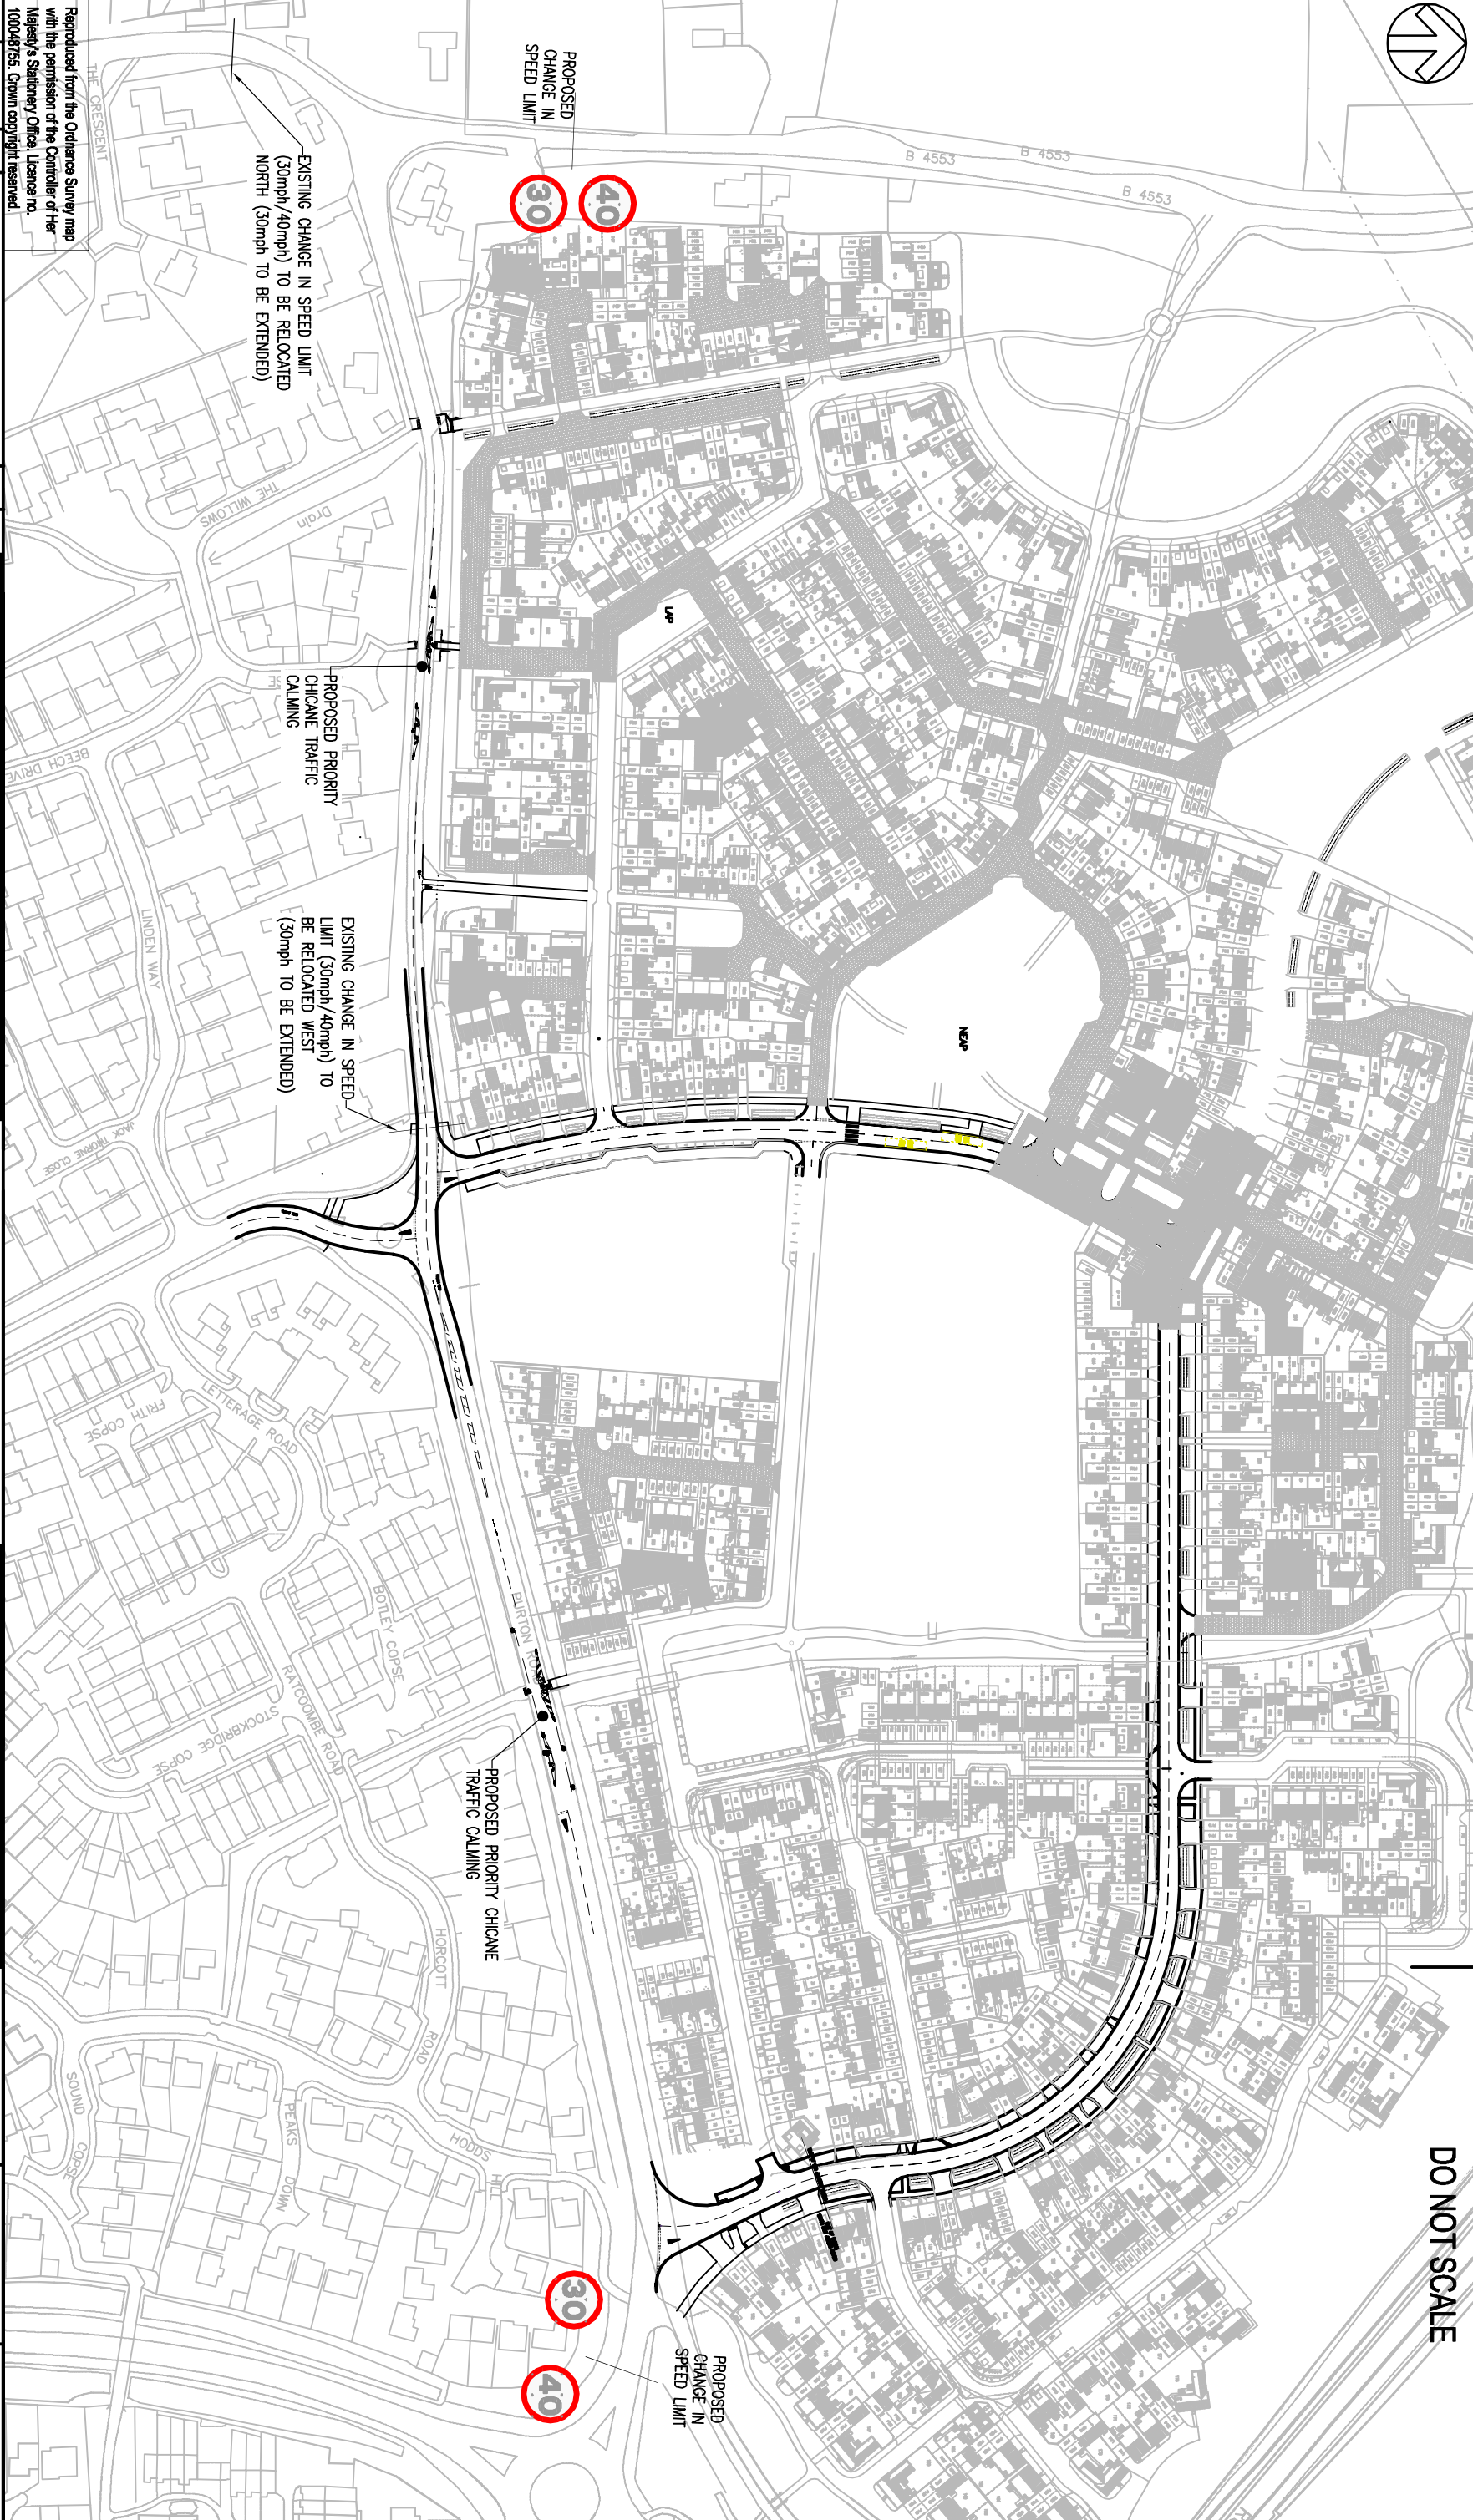 DO NOT SCALE
B 4553
B 4553
B 4553
PROPOSED
CHANGE IN
SPEED LIMIT
40
30
EXISTING CHANGE IN SPEED LIMIT
(30mph/40mph) TO BE RELOCATED
NORTH (30mph TO BE EXTENDED)
THE CRESCENT
Reproduced from the Ordnance Survey map
with the permission of the Controller of Her
Majesty's Stationery Office. Licence no.
100048755. Crown copyright reserved.
THE WILLOWS
Drain
LAP
NEAP
PROPOSED PRIORITY
CHICANE TRAFFIC
CALMING
BEECH DRIVE
LINDEN WAY
EXISTING CHANGE IN SPEED
LIMIT (30mph/40mph) TO
BE RELOCATED WEST
(30mph TO BE EXTENDED)
JACK THORNE CLOSE
FRITH COPSE
LETTERAGE ROAD
BOTLEY COPSE
RAYCOMBE ROAD
STOCKBRIDGE COPSE
PURTON ROAD
PROPOSED PRIORITY CHICANE
TRAFFIC CALMING
HORCOTT
ROAD
SOUND
COPSE
PEAKS
DOWN
HODDS
HILL
30
40
PROPOSED
CHANGE IN
SPEED LIMIT